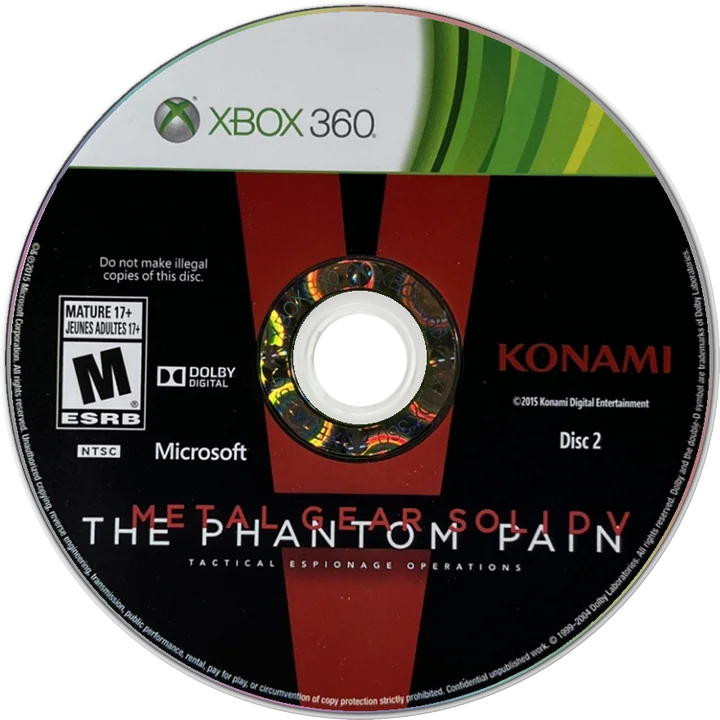 XBOX 360
Do not make illegal
copies of this disc.
MATURE 17+
JEUNES ADULTES 17+
M
ESRB
NTSC
DOLBY
DIGITAL
Microsoft
KONAMI
©2015 Konami Digital Entertainment
Disc 2
METAL GEAR SOLID V
THE PHANTOM PAIN
TACTICAL ESPIONAGE OPERATIONS
©&℗2015 Microsoft Corporation. All rights reserved. Unauthorized copying, reverse engineering, transmission, public performance, rental, pay for play, or circumvention of copy protection strictly prohibited. Confidential unpublished work. © 1999–2004 Dolby Laboratories. All rights reserved. Dolby and the double-D symbol are trademarks of Dolby Laboratories.